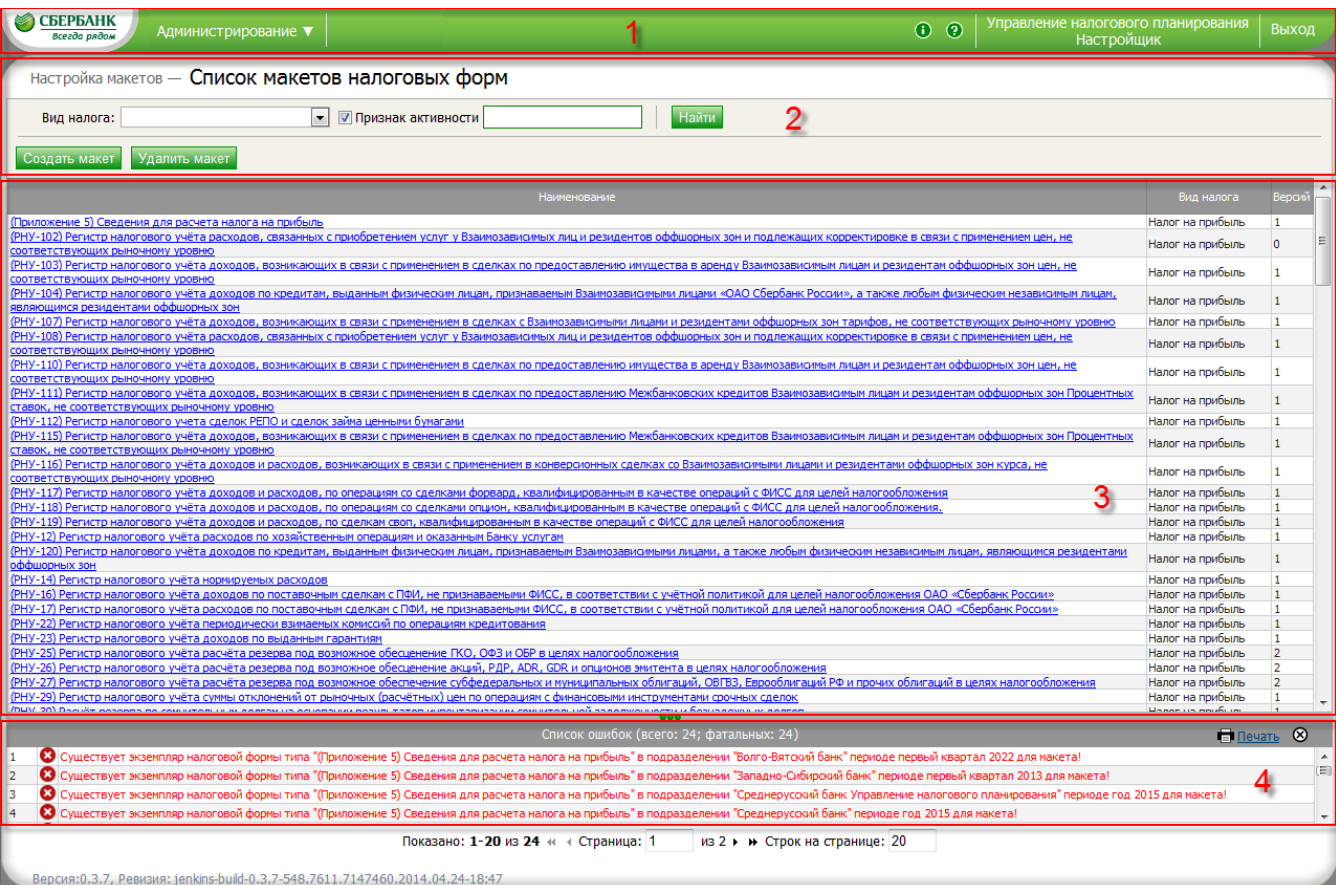 СБЕРБАНК
Всегда рядом
Администрирование ▼
1
Управление налогового планирования
Настройщик
Выход
Настройка макетов — Список макетов налоговых форм
Вид налога:
Признак активности
Найти
2
Создать макет
Удалить макет
Наименование Вид налога Версий
(Приложение 5) Сведения для расчета налога на прибыль Налог на прибыль 1
(РНУ-102) Регистр налогового учёта расходов, связанных с приобретением услуг у Взаимозависимых лиц и резидентов оффшорных зон и подлежащих корректировке в связи с применением цен, не
соответствующих рыночному уровню Налог на прибыль 0
(РНУ-103) Регистр налогового учёта доходов, возникающих в связи с применением в сделках по предоставлению имущества в аренду Взаимозависимым лицам и резидентам оффшорных зон цен, не
соответствующих рыночному уровню Налог на прибыль 1
(РНУ-104) Регистр налогового учёта доходов по кредитам, выданным физическим лицам, признаваемым Взаимозависимыми лицами «ОАО Сбербанк России», а также любым физическим независимым лицам,
являющимся резидентами оффшорных зон Налог на прибыль 1
(РНУ-107) Регистр налогового учёта доходов, возникающих в связи с применением в сделках с Взаимозависимыми лицами и резидентами оффшорных зон тарифов, не соответствующих рыночному уровню Налог на прибыль 1
(РНУ-108) Регистр налогового учёта расходов, связанных с приобретением услуг у Взаимозависимых лиц и резидентов оффшорных зон и подлежащих корректировке в связи с применением цен, не
соответствующих рыночному уровню Налог на прибыль 1
(РНУ-110) Регистр налогового учёта доходов, возникающих в связи с применением в сделках по предоставлению имущества в аренду Взаимозависимым лицам и резидентам оффшорных зон цен, не
соответствующих рыночному уровню Налог на прибыль 1
(РНУ-111) Регистр налогового учёта доходов, возникающих в связи с применением в сделках по предоставлению Межбанковских кредитов Взаимозависимым лицам и резидентам оффшорных зон Процентных
ставок, не соответствующих рыночному уровню Налог на прибыль 1
(РНУ-112) Регистр налогового учета сделок РЕПО и сделок займа ценными бумагами Налог на прибыль 1
(РНУ-115) Регистр налогового учёта доходов, возникающих в связи с применением в сделках по предоставлению Межбанковских кредитов Взаимозависимым лицам и резидентам оффшорных зон Процентных
ставок, не соответствующих рыночному уровню Налог на прибыль 1
(РНУ-116) Регистр налогового учёта доходов и расходов, возникающих в связи с применением в конверсионных сделках со Взаимозависимыми лицами и резидентами оффшорных зон курса, не
соответствующих рыночному уровню Налог на прибыль 1
(РНУ-117) Регистр налогового учёта доходов и расходов, по операциям со сделками форвард, квалифицированным в качестве операций с ФИСС для целей налогообложения Налог на прибыль 1
3
(РНУ-118) Регистр налогового учёта доходов и расходов, по операциям со сделками опцион, квалифицированным в качестве операций с ФИСС для целей налогообложения. Налог на прибыль 1
(РНУ-119) Регистр налогового учёта доходов и расходов, по сделкам своп, квалифицированным в качестве операций с ФИСС для целей налогообложения Налог на прибыль 1
(РНУ-12) Регистр налогового учёта расходов по хозяйственным операциям и оказанным Банку услугам Налог на прибыль 1
(РНУ-120) Регистр налогового учёта доходов по кредитам, выданным физическим лицам, признаваемым Взаимозависимыми лицами, а также любым физическим независимым лицам, являющимся резидентами
оффшорных зон Налог на прибыль 1
(РНУ-14) Регистр налогового учёта нормируемых расходов Налог на прибыль 1
(РНУ-16) Регистр налогового учёта доходов по поставочным сделкам с ПФИ, не признаваемыми ФИСС, в соответствии с учётной политикой для целей налогообложения ОАО «Сбербанк России» Налог на прибыль 1
(РНУ-17) Регистр налогового учёта расходов по поставочным сделкам с ПФИ, не признаваемыми ФИСС, в соответствии с учётной политикой для целей налогообложения ОАО «Сбербанк России» Налог на прибыль 1
(РНУ-22) Регистр налогового учёта периодически взимаемых комиссий по операциям кредитования Налог на прибыль 1
(РНУ-23) Регистр налогового учёта доходов по выданным гарантиям Налог на прибыль 1
(РНУ-25) Регистр налогового учёта расчёта резерва под возможное обесценение ГКО, ОФЗ и ОБР в целях налогообложения Налог на прибыль 2
(РНУ-26) Регистр налогового учёта расчёта резерва под возможное обесценение акций, РДР, ADR, GDR и опционов эмитента в целях налогообложения Налог на прибыль 2
(РНУ-27) Регистр налогового учёта расчёта резерва под возможное обеспечение субфедеральных и муниципальных облигаций, ОВГВЗ, Еврооблигаций РФ и прочих облигаций в целях налогообложения Налог на прибыль 2
(РНУ-29) Регистр налогового учёта суммы отклонений от рыночных (расчётных) цен по операциям с финансовыми инструментами срочных сделок Налог на прибыль 1
(РНУ-30) Расчёт резерва по сомнительным долгам на основании результатов инвентаризации сомнительной задолженности и безнадежных долгов Налог на прибыль 1
Список ошибок (всего: 24; фатальных: 24)
Печать
1 Существует экземпляр налоговой формы типа "(Приложение 5) Сведения для расчета налога на прибыль" в подразделении "Волго-Вятский банк" периоде первый квартал 2022 для макета!
2 Существует экземпляр налоговой формы типа "(Приложение 5) Сведения для расчета налога на прибыль" в подразделении "Западно-Сибирский банк" периоде первый квартал 2013 для макета!
3 Существует экземпляр налоговой формы типа "(Приложение 5) Сведения для расчета налога на прибыль" в подразделении "Среднерусский банк Управление налогового планирования" периоде год 2015 для макета!
4
4 Существует экземпляр налоговой формы типа "(Приложение 5) Сведения для расчета налога на прибыль" в подразделении "Среднерусский банк" периоде год 2015 для макета!
Показано: 1-20 из 24 Страница: 1 из 2 Строк на странице: 20
Версия:0.3.7, Ревизия: jenkins-build-0.3.7-548.7611.7147460.2014.04.24-18:47